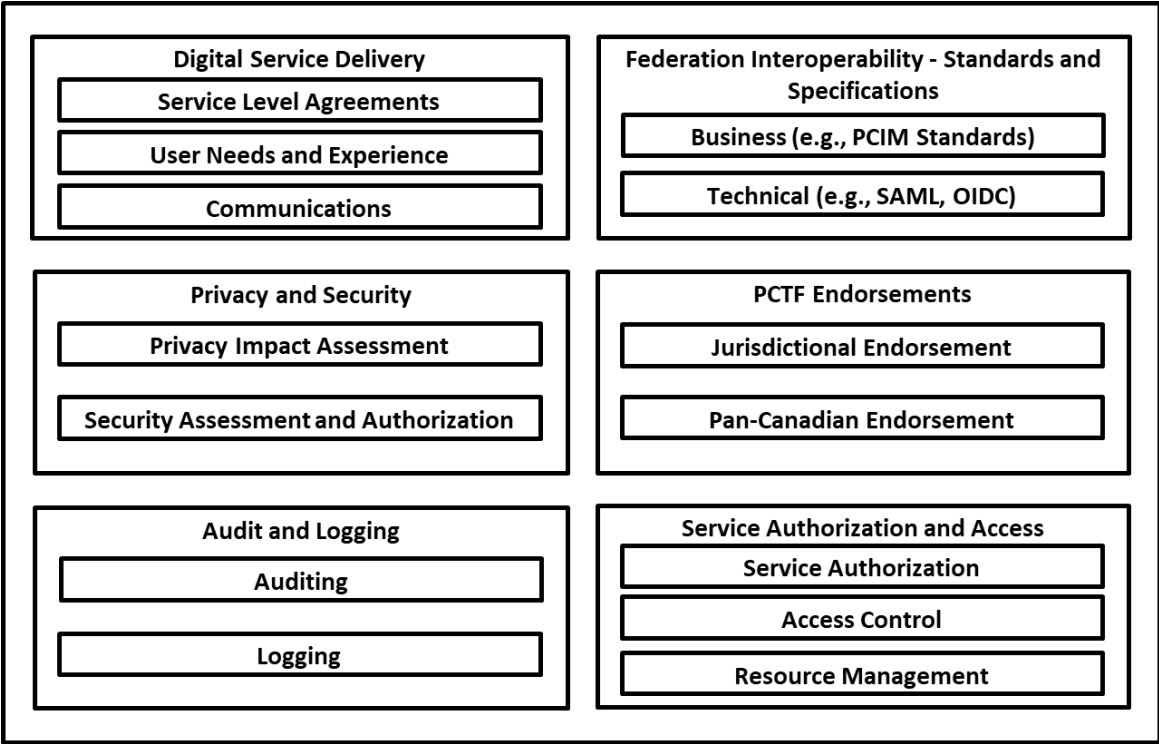 Digital Service Delivery
Service Level Agreements
User Needs and Experience
Communications
Federation Interoperability - Standards and
Specifications
Business (e.g., PCIM Standards)
Technical (e.g., SAML, OIDC)
Privacy and Security
Privacy Impact Assessment
Security Assessment and Authorization
PCTF Endorsements
Jurisdictional Endorsement
Pan-Canadian Endorsement
Audit and Logging
Auditing
Logging
Service Authorization and Access
Service Authorization
Access Control
Resource Management